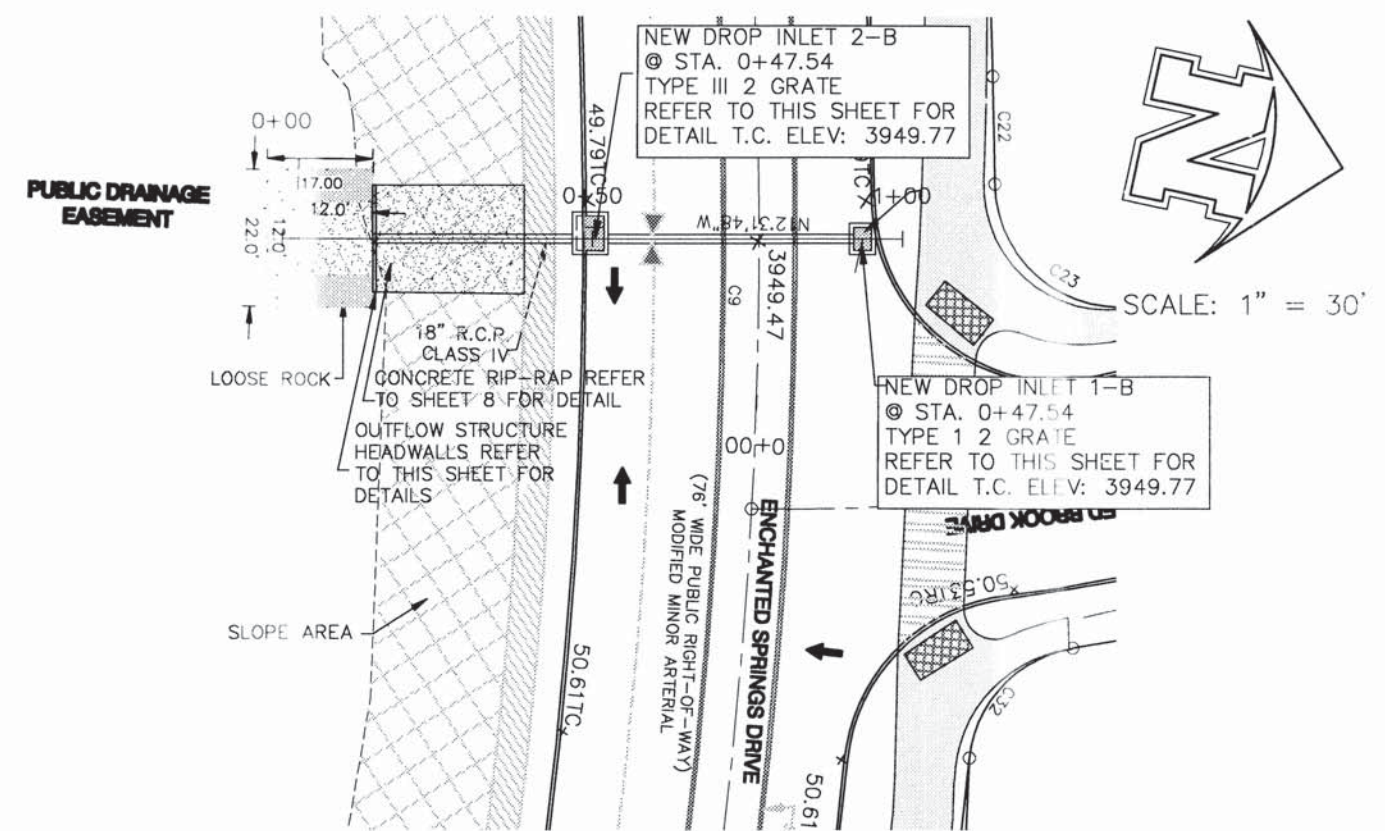 NEW DROP INLET 2-B
@ STA. 0+47.54
TYPE III 2 GRATE
REFER TO THIS SHEET FOR
DETAIL T.C. ELEV: 3949.77
0+00
PUBLIC DRAINAGE
EASEMENT
17.00
12.0'
22.0'
12.0'
49.79TC
0+50
TC
1+00
N12°31'48"W
3949.47
C9
C22
C23
N
SCALE: 1" = 30'
18" R.C.P.
CLASS IV
LOOSE ROCK
CONCRETE RIP-RAP REFER
TO SHEET 8 FOR DETAIL
OUTFLOW STRUCTURE
HEADWALLS REFER
TO THIS SHEET FOR
DETAILS
NEW DROP INLET 1-B
@ STA. 0+47.54
TYPE 1 2 GRATE
REFER TO THIS SHEET FOR
DETAIL T.C. ELEV: 3949.77
0+00
ENCHANTED SPRINGS DRIVE
(76' WIDE PUBLIC RIGHT-OF-WAY)
MODIFIED MINOR ARTERIAL
ED BROOK DRIVE
50.53TRC
SLOPE AREA
50.61TC
50.61
C32